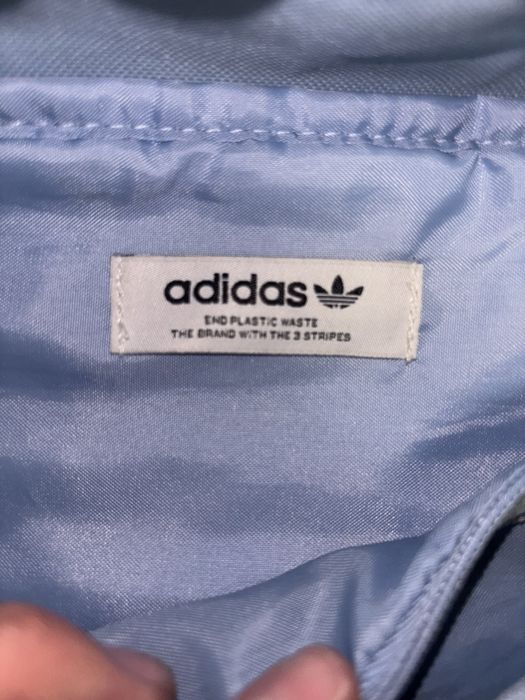 adidas
END PLASTIC WASTE
THE BRAND WITH THE 3 STRIPES